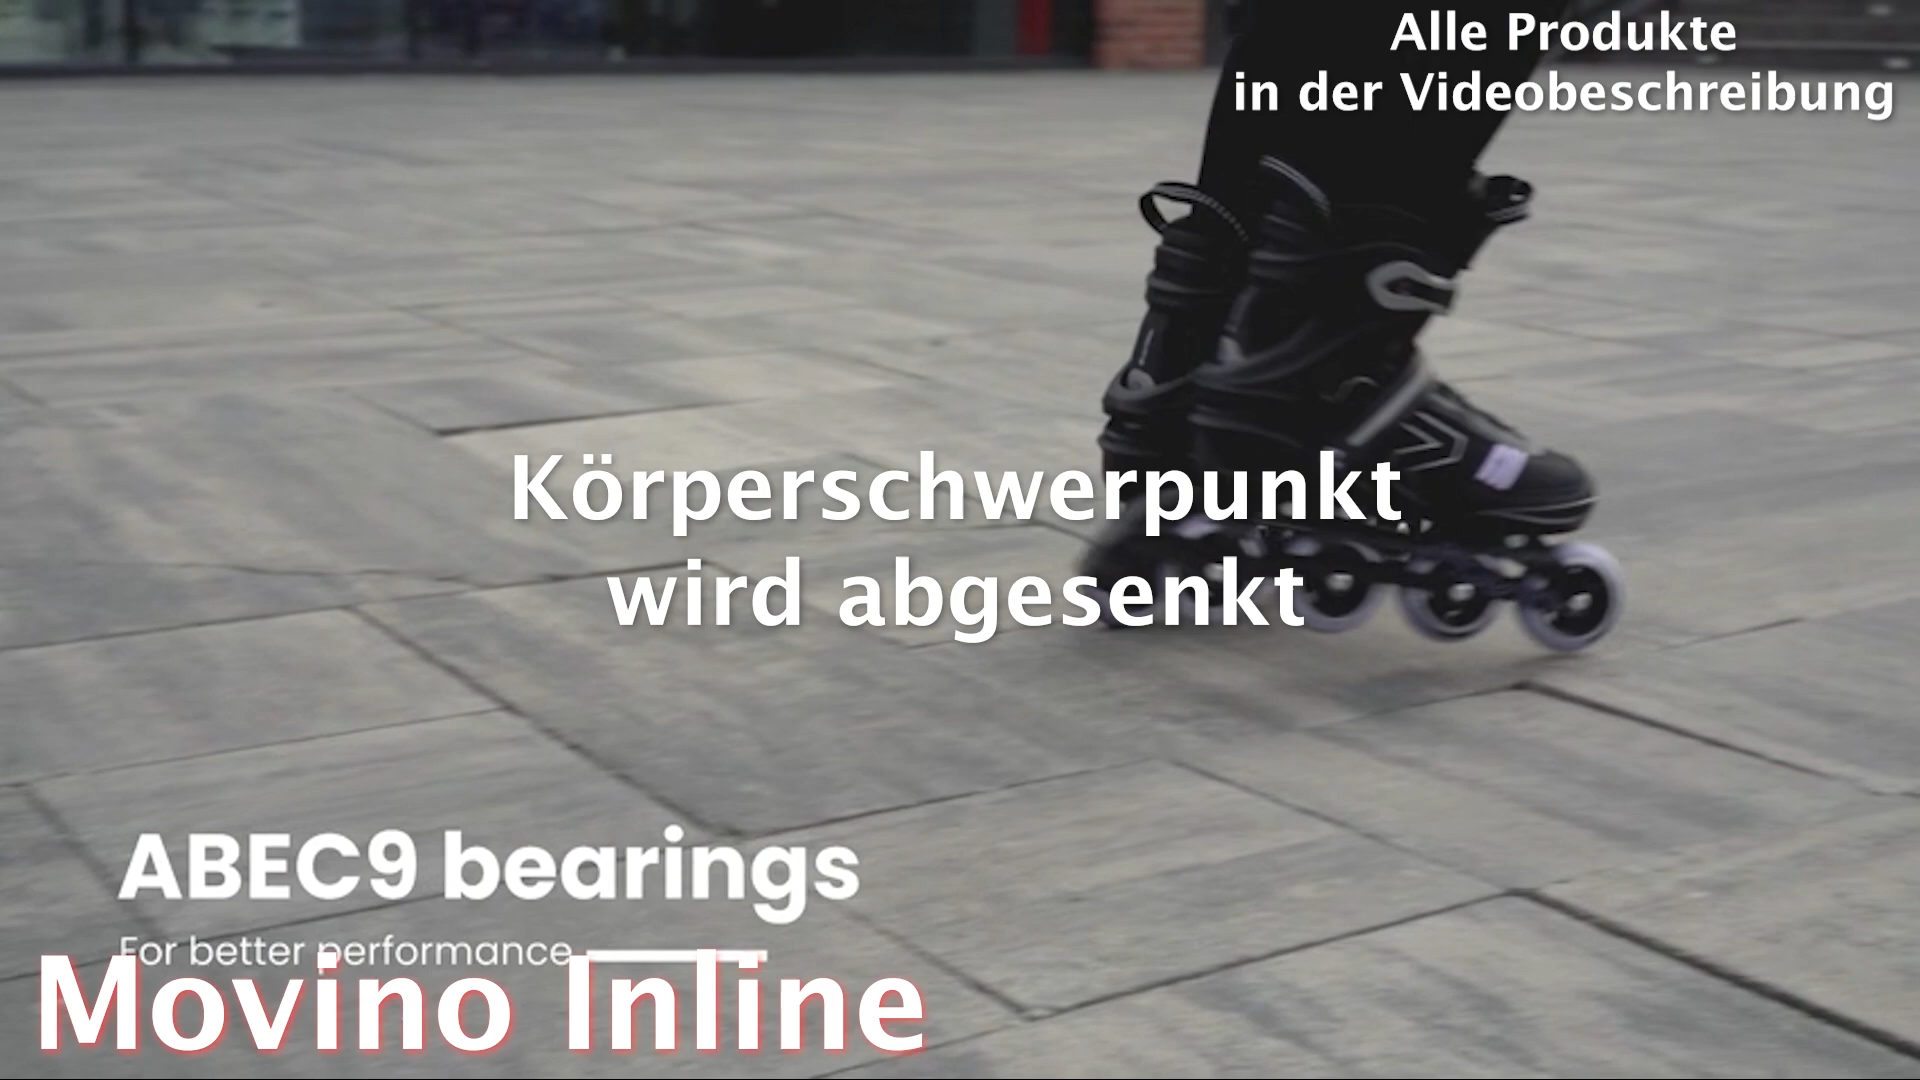 Alle Produkte
in der Videobeschreibung
Körperschwerpunkt
wird abgesenkt
ABEC9 bearings
For better performance
Movino Inline